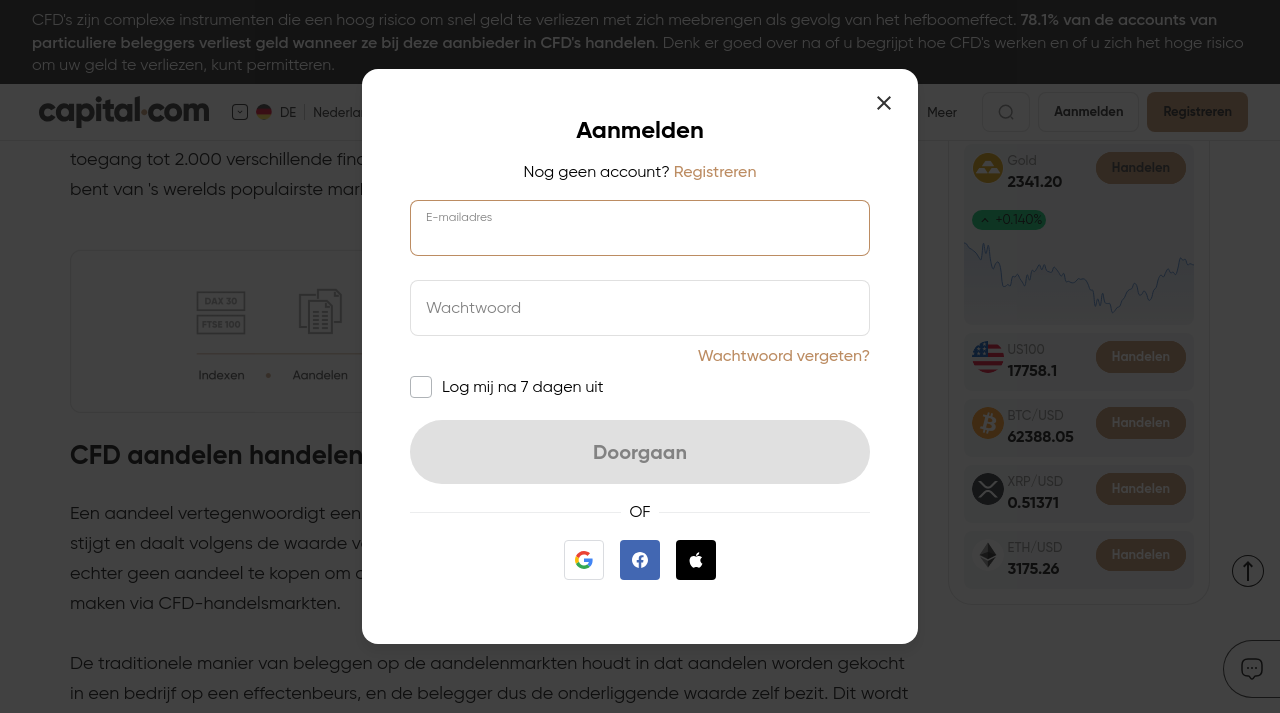 CFD's zijn complexe instrumenten die een hoog risico om snel geld te verliezen met zich meebrengen als gevolg van het hefboomeffect. 78.1% van de accounts van
particuliere beleggers verliest geld wanneer ze bij deze aanbieder in CFD's handelen. Denk er goed over na of u begrijpt hoe CFD's werken en of u zich het hoge risico
om uw geld te verliezen, kunt permitteren.
capital.com
DE
Meer
Aanmelden
Registreren
toegang tot 2.000 verschillende
bent van 's werelds populairste
DAX 30
FTSE 100
Indexen
Aandelen
CFD aandelen handelen
Een aandeel vertegenwoordigt een
stijgt en daalt volgens de waarde
echter geen aandeel te kopen om
maken via CFD-handelsmarkten.
De traditionele manier van beleggen op de aandelenmarkten houdt in dat aandelen worden gekocht
in een bedrijf op een effectenbeurs, en de belegger dus de onderliggende waarde zelf bezit. Dit wordt
Aanmelden
Nog geen account? Registreren
E-mailadres
Wachtwoord
Wachtwoord vergeten?
Log mij na 7 dagen uit
Doorgaan
OF
Gold
2341.20
Handelen
+0.140%
US100
17758.1
Handelen
BTC/USD
62388.05
Handelen
XRP/USD
0.51371
Handelen
ETH/USD
3175.26
Handelen